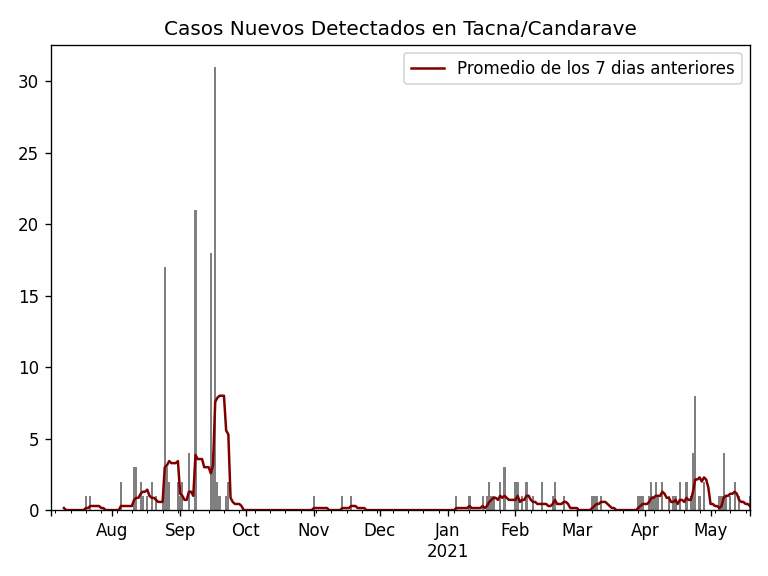 Casos Nuevos Detectados en Tacna/Candarave
Promedio de los 7 dias anteriores
30
25
20
15
10
5
0
Aug Sep Oct Nov Dec Jan Feb Mar Apr May
2021